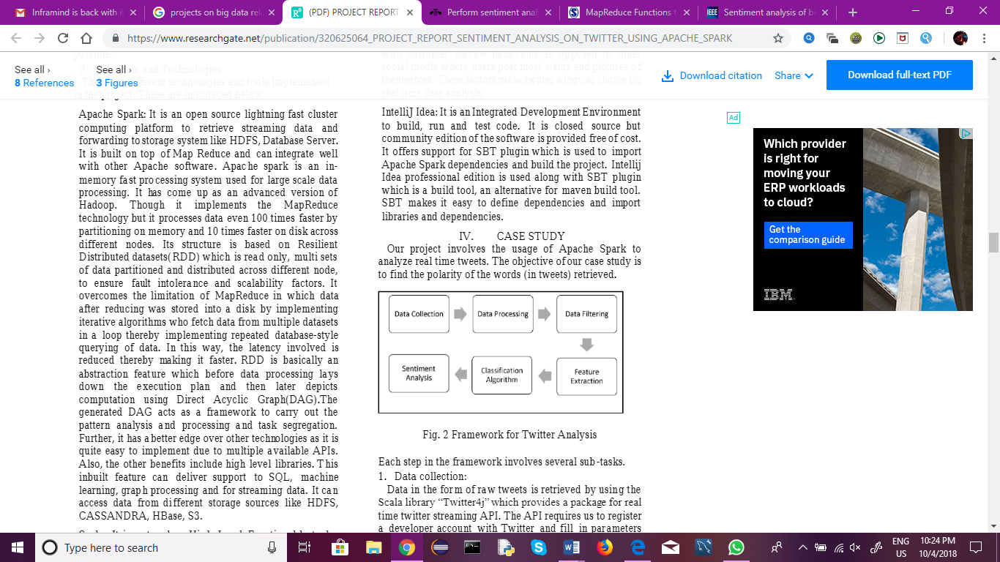 Inframind is back with i
projects on big data rel
(PDF) PROJECT REPORT
Perform sentiment anal
MapReduce Functions t
Sentiment analysis of bi
https://www.researchgate.net/publication/320625064_PROJECT_REPORT_SENTIMENT_ANALYSIS_ON_TWITTER_USING_APACHE_SPARK
See all ›
8 References
See all ›
3 Figures
Download citation
Share
Download full-text PDF
possible.
and Technologies
different technologies and tools implemented
in the project. These are introduced below.
Apache Spark: It is an open source lightning fast cluster
computing platform to retrieve streaming data and
forwarding to storage system like HDFS, Database Server.
It is built on top of Map Reduce and can integrate well
with other Apache software. Apache spark is an in-
memory fast processing system used for large scale data
processing. It has come up as an advanced version of
Hadoop. Though it implements the MapReduce
technology but it processes data even 100 times faster by
partitioning on memory and 10 times faster on disk across
different nodes. Its structure is based on Resilient
Distributed datasets(RDD) which is read only, multi sets
of data partitioned and distributed across different node,
to ensure fault intolerance and scalability factors. It
overcomes the limitation of MapReduce in which data
after reducing was stored into a disk by implementing
iterative algorithms who fetch data from multiple datasets
in a loop thereby implementing repeated database-style
querying of data. In this way, the latency involved is
reduced thereby making it faster. RDD is basically an
abstraction feature which before data processing lays
down the execution plan and then later depicts
computation using Direct Acyclic Graph(DAG).The
generated DAG acts as a framework to carry out the
pattern analysis and processing and task segregation.
Further, it has a better edge over other technologies as it is
quite easy to implement due to multiple available APIs.
Also, the other benefits include high level libraries. This
inbuilt feature can deliver support to SQL, machine
learning, graph processing and for streaming data. It can
access data from different storage sources like HDFS,
CASSANDRA, HBase, S3.
with customer service behaviour as opposed to other
social media where users post most status and pictures of
themselves. These factors make twitter a logical choice for
real time data analysis.
IntelliJ Idea: It is an Integrated Development Environment
to build, run and test code. It is closed source but
community edition of the software is provided free of cost.
It offers support for SBT plugin which is used to import
Apache Spark dependencies and build the project. Intellij
Idea professional edition is used along with SBT plugin
which is a build tool, an alternative for maven build tool.
SBT makes it easy to define dependencies and import
libraries and dependencies.
IV. CASE STUDY
Our project involves the usage of Apache Spark to
analyze real time tweets. The objective of our case study is
to find the polarity of the words (in tweets) retrieved.
Data Collection
Data Processing
Data Filtering
Sentiment
Analysis
Classification
Algorithm
Feature
Extraction
Fig. 2 Framework for Twitter Analysis
Each step in the framework involves several sub-tasks.
1. Data collection:
Data in the form of raw tweets is retrieved by using the
Scala library “Twitter4j” which provides a package for real
time twitter streaming API. The API requires us to register
a developer account with Twitter and fill in parameters
Ad
Which provider
is right for
moving your
ERP workloads
to cloud?
Get the
comparison guide
IBM
Type here to search
ENG
US
10:24 PM
10/4/2018